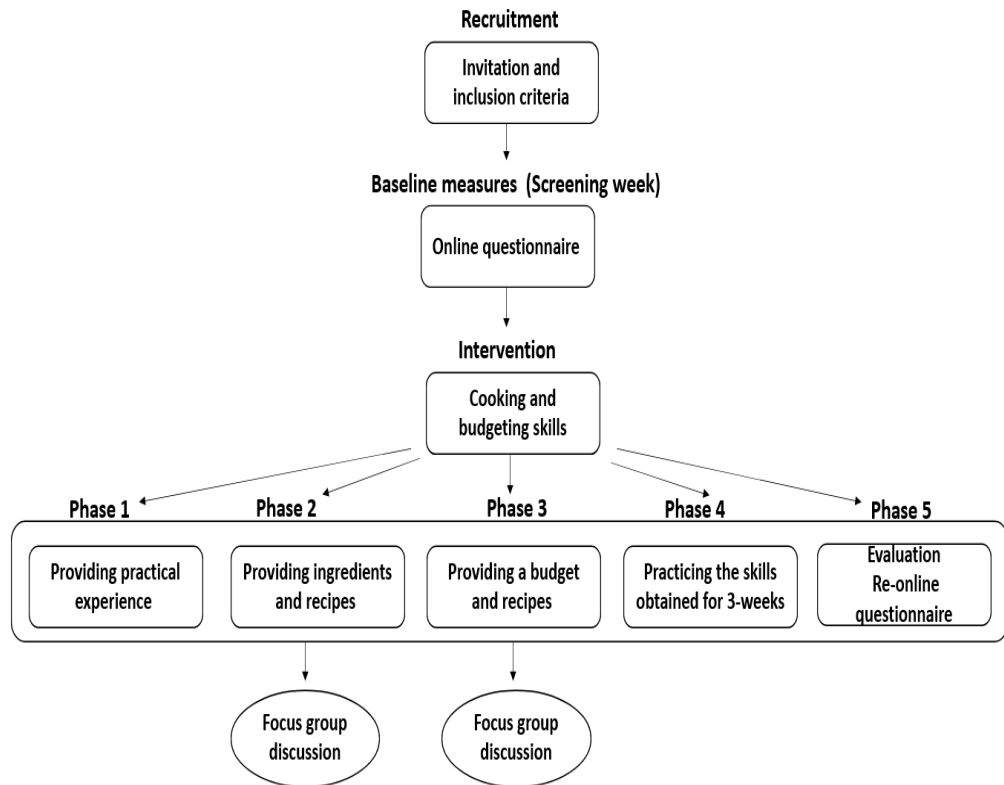 Recruitment
Invitation and
inclusion criteria
Baseline measures (Screening week)
Online questionnaire
Intervention
Cooking and
budgeting skills
Phase 1
Phase 2
Phase 3
Phase 4
Phase 5
Providing practical
experience
Providing ingredients
and recipes
Providing a budget
and recipes
Practicing the skills
obtained for 3-weeks
Evaluation
Re-online
questionnaire
Focus group
discussion
Focus group
discussion